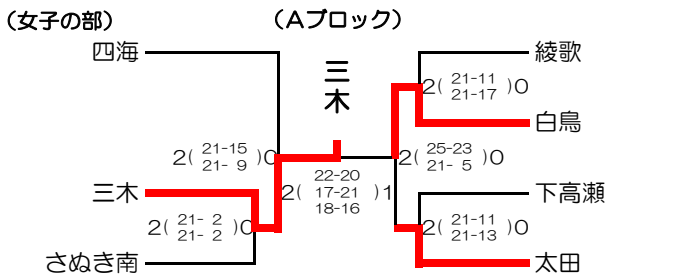 (女子の部)
(Aブロック)
四海
綾歌
三木
2( 21-11 )0
21-17
白鳥
2( 21-15 )0
21- 9
2( 25-23 )0
21- 5
三木
2( 22-20 )1
17-21
18-16
下高瀬
2( 21- 2 )0
21- 2
2( 21-11 )0
21-13
さぬき南
太田